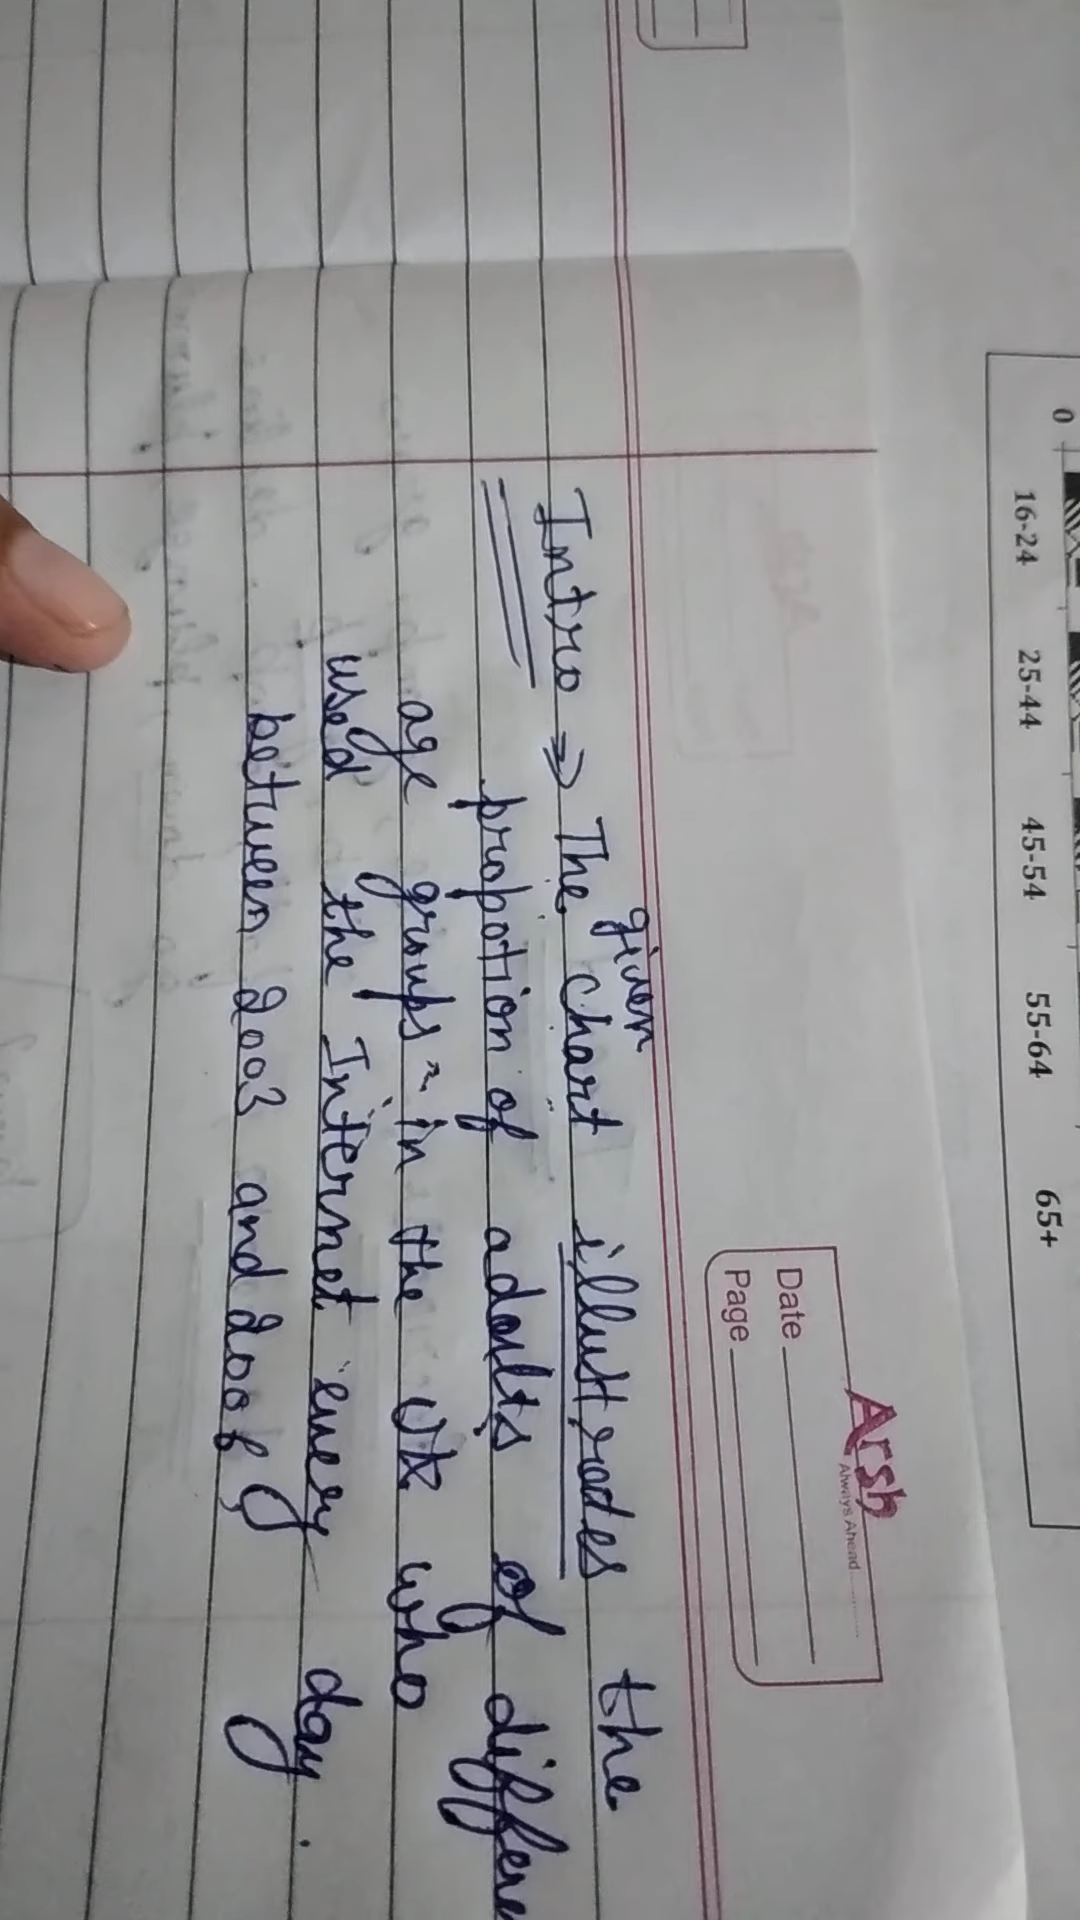 0
16-24 25-44 45-54 55-64 65+
Arsh
Always Ahead
Date
Page
given
Intro ⇒ The chart illustrades the
propotion of adults of differe
age groups in the UK who
used the Internet every day.
between 2003 and 2006